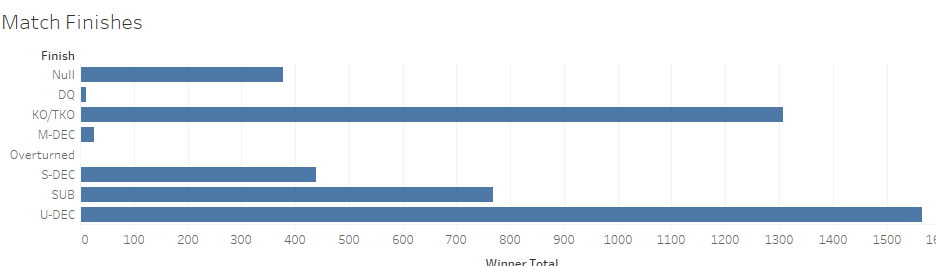 Match Finishes
Finish
Null
DQ
KO/TKO
M-DEC
Overturned
S-DEC
SUB
U-DEC
0 100 200 300 400 500 600 700 800 900 1000 1100 1200 1300 1400 1500
Winner Total